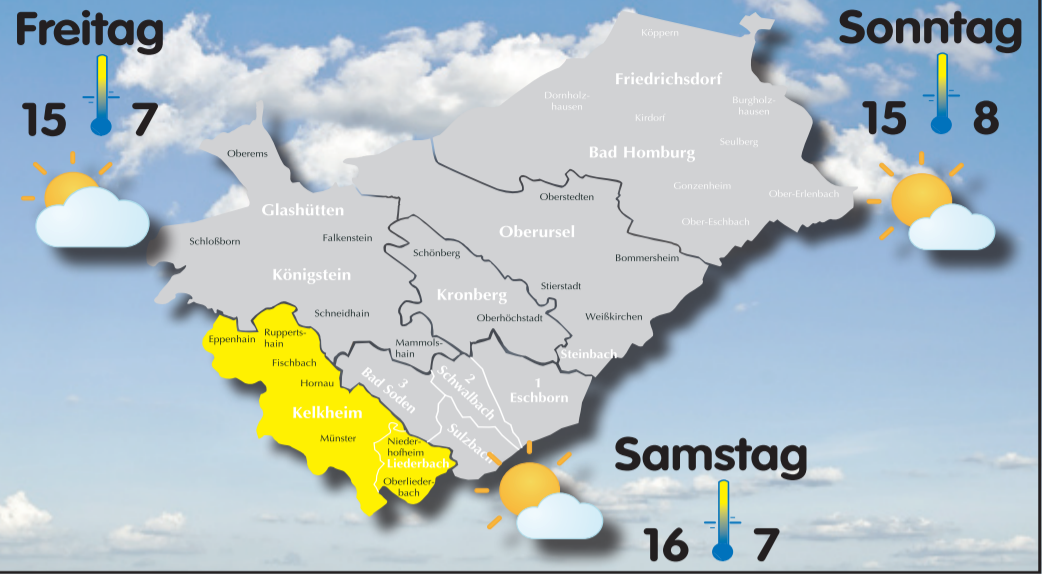 Freitag
15 7
Sonntag
15 8
Köppern
Friedrichsdorf
Dornholz-
hausen
Burgholz-
hausen
Kirdorf
Seulberg
Bad Homburg
Oberems
Gonzenheim
Ober-Erlenbach
Oberstedten
Glashütten
Ober-Eschbach
Oberursel
Falkenstein
Schloßborn
Schönberg
Bommersheim
Königstein
Stierstadt
Kronberg
Schneidhain
Oberhöchstadt
Weißkirchen
Eppenhain
Rupperts-
hain
Mammols-
hain
Steinbach
Fischbach
Hornau
3
Bad Soden
2
Schwalbach
1
Eschborn
Kelkheim
Münster
Nieder-
hofheim
Sulzbach
Liederbach
Oberlieder-
bach
Samstag
16 7